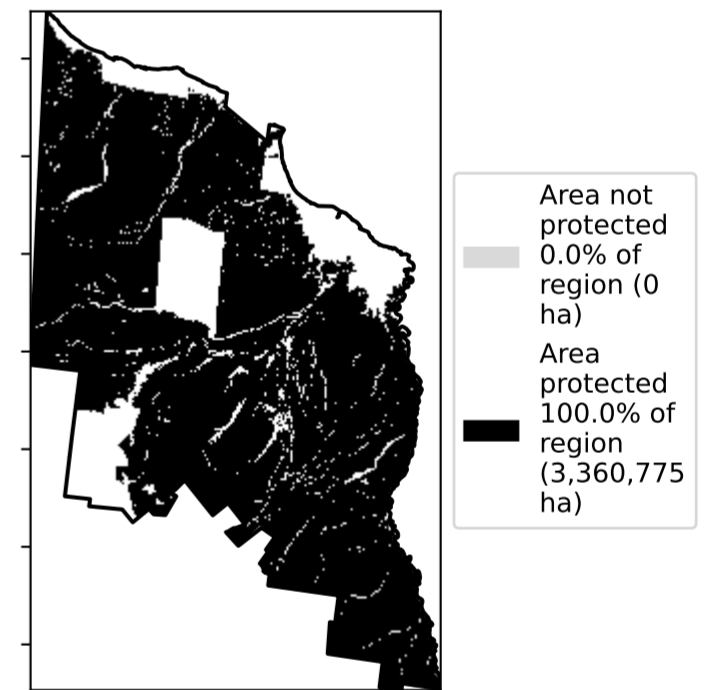 Area not
protected
0.0% of
region (0
ha)
Area
protected
100.0% of
region
(3,360,775
ha)